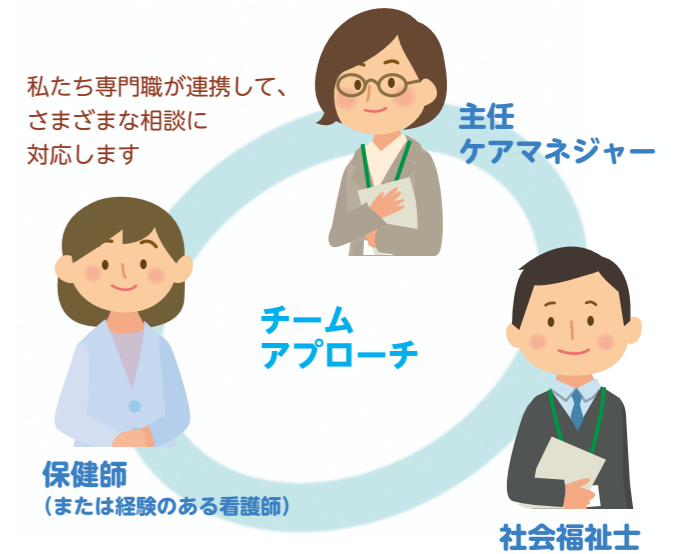 私たち専門職が連携して、
さまざまな相談に
対応します
主任
ケアマネジャー
チーム
アプローチ
保健師
（または経験のある看護師）
社会福祉士